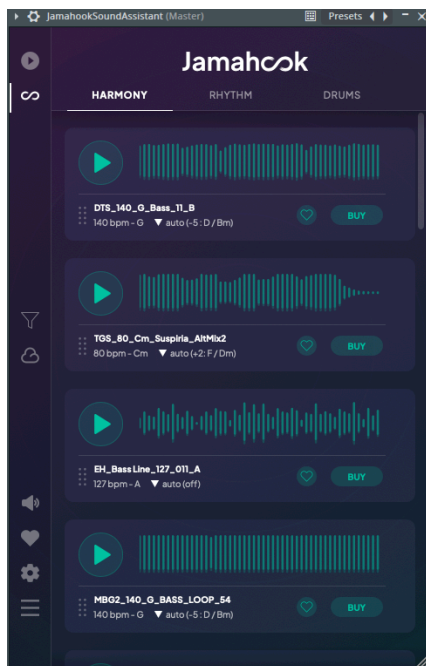 JamahookSoundAssistant (Master) Presets
Jamahook
HARMONY RHYTHM DRUMS
DTS_140_G_Bass_11_B
140 bpm - G ▼ auto (-5 : D / Bm) BUY
TGS_80_Cm_Suspiria_AltMix2
80 bpm - Cm ▼ auto (+2: F / Dm) BUY
EH_Bass Line_127_011_A
127 bpm - A ▼ auto (off) BUY
MBG2_140_G_BASS_LOOP_54
140 bpm - G ▼ auto (-5 : D / Bm) BUY